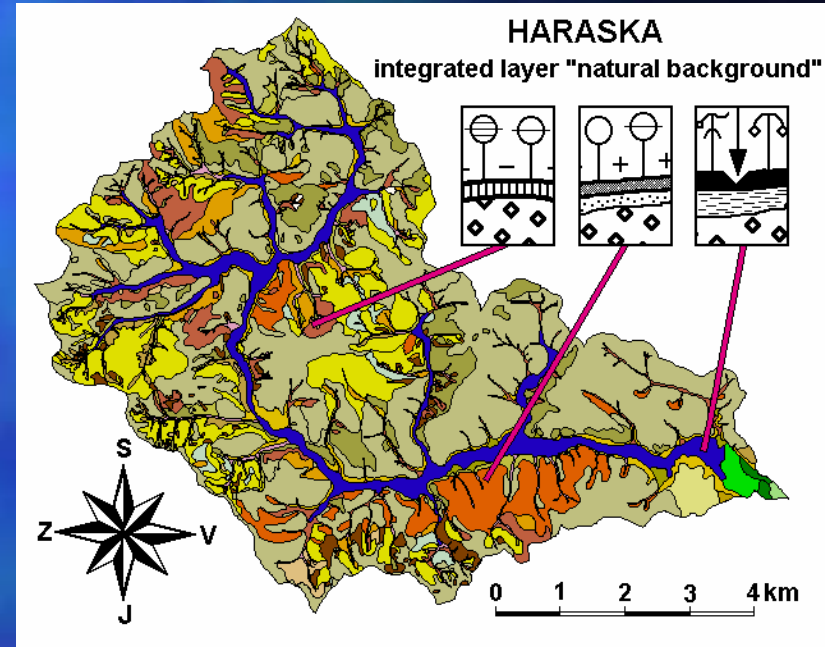 HARASKA
integrated layer "natural background"
S
Z V
J
0 1 2 3 4 km